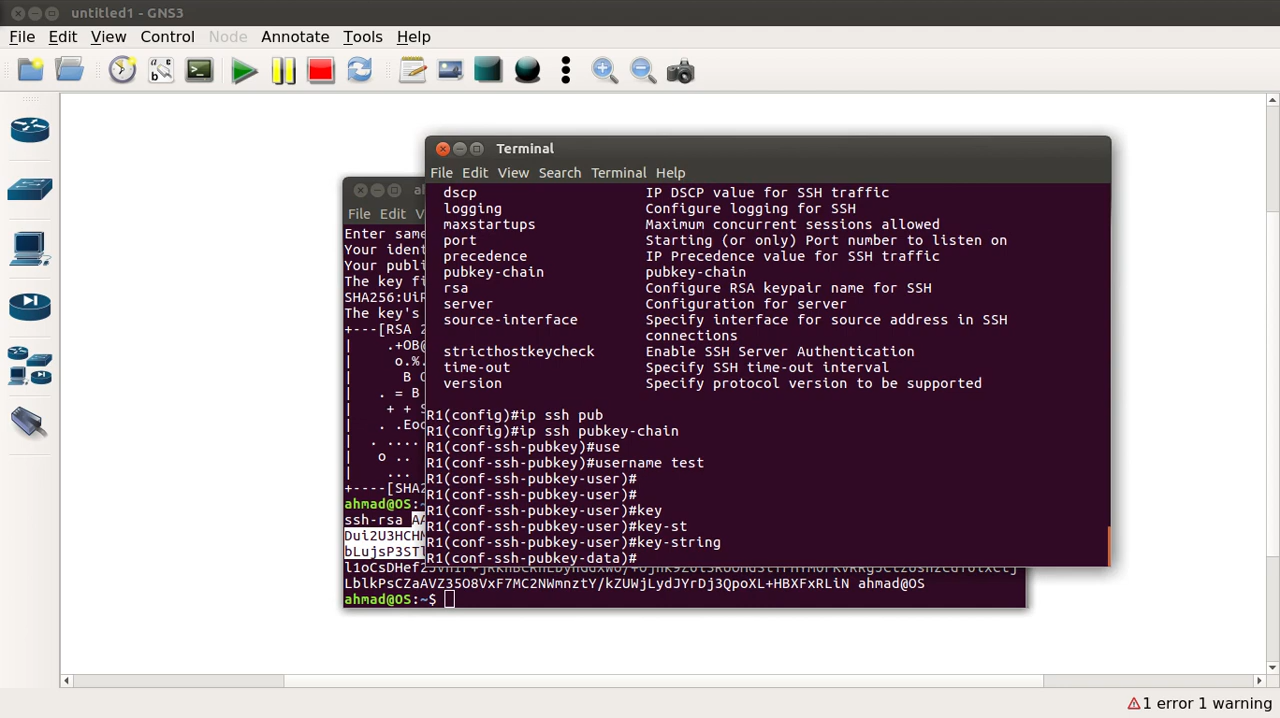 untitled1 - GNS3
File Edit View Control Node Annotate Tools Help
Terminal
File Edit View Search Terminal Help
dscp IP DSCP value for SSH traffic
logging Configure logging for SSH
maxstartups Maximum concurrent sessions allowed
port Starting (or only) Port number to listen on
precedence IP Precedence value for SSH traffic
pubkey-chain pubkey-chain
rsa Configure RSA keypair name for SSH
server Configuration for server
source-interface Specify interface for source address in SSH
connections
stricthostkeycheck Enable SSH Server Authentication
time-out Specify SSH time-out interval
version Specify protocol version to be supported
R1(config)#ip ssh pub
R1(config)#ip ssh pubkey-chain
R1(conf-ssh-pubkey)#use
R1(conf-ssh-pubkey)#username test
R1(conf-ssh-pubkey-user)#
R1(conf-ssh-pubkey-user)#
R1(conf-ssh-pubkey-user)#key
R1(conf-ssh-pubkey-user)#key-st
R1(conf-ssh-pubkey-user)#key-string
R1(conf-ssh-pubkey-data)#
File Edit
Enter same
Your ident
Your publi
The key fi
SHA256:UiR
The key's
+---[RSA 2
| .+OB@
| o.%.
| B
| . = B
| + +
| . .Eoo
| . ....
| o ..
| ...
+----[SHA
ahmad@OS:~
ssh-rsa
Dui2U3HCH
bLujsP3STl
LblkPsCZaAVZ35O8VxF7MC2NWmnztY/kZUWjLydJYrDj3QpoXL+HBXFxRLiN ahmad@OS
ahmad@OS:~$
1 error 1 warning